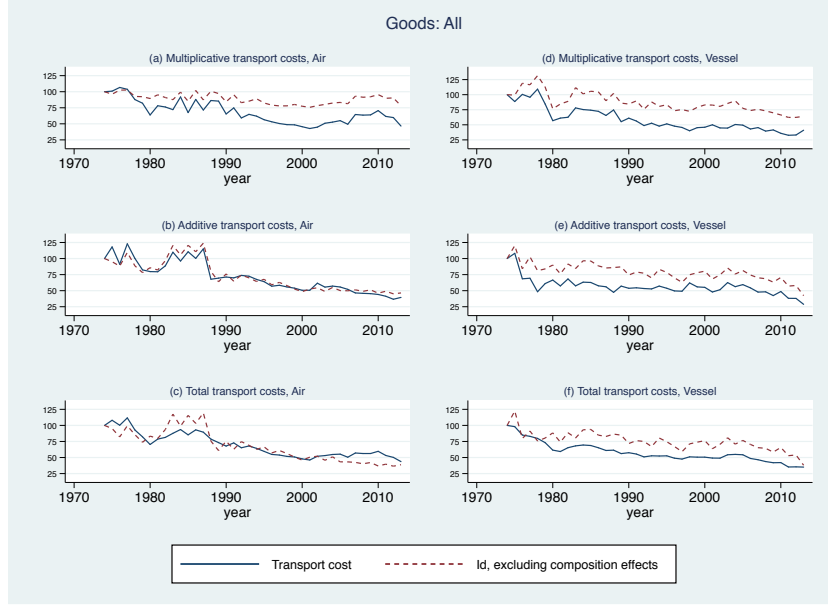 Goods: All
(a) Multiplicative transport costs, Air
125
100
75
50
25
1970 1980 1990 2000 2010
year
(d) Multiplicative transport costs, Vessel
125
100
75
50
25
1970 1980 1990 2000 2010
year
(b) Additive transport costs, Air
125
100
75
50
25
1970 1980 1990 2000 2010
year
(e) Additive transport costs, Vessel
125
100
75
50
25
1970 1980 1990 2000 2010
year
(c) Total transport costs, Air
125
100
75
50
25
1970 1980 1990 2000 2010
year
(f) Total transport costs, Vessel
125
100
75
50
25
1970 1980 1990 2000 2010
year
Transport cost Id, excluding composition effects